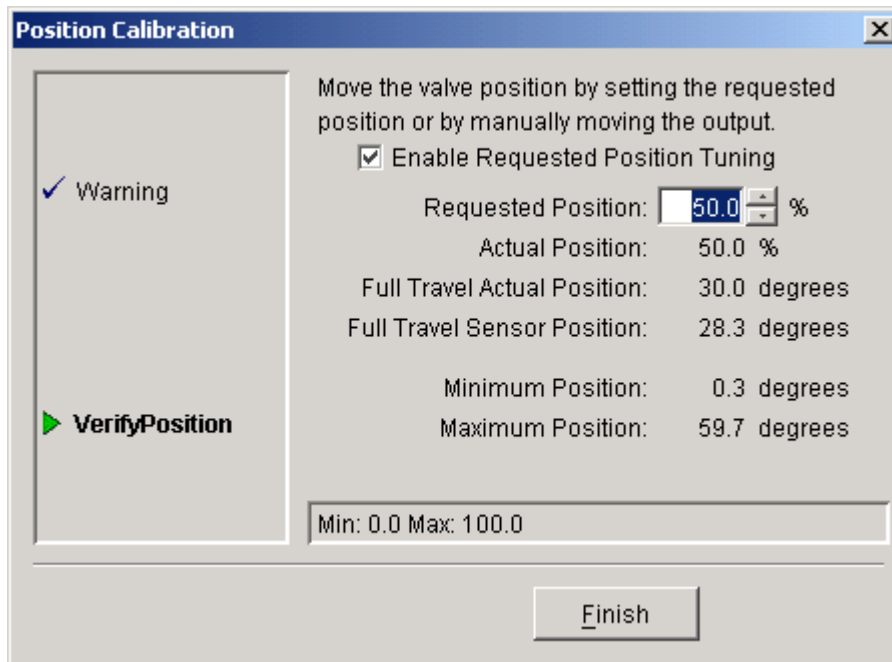 Position Calibration
Warning
VerifyPosition
Move the valve position by setting the requested
position or by manually moving the output.
Enable Requested Position Tuning
Requested Position: 50.0 %
Actual Position: 50.0 %
Full Travel Actual Position: 30.0 degrees
Full Travel Sensor Position: 28.3 degrees
Minimum Position: 0.3 degrees
Maximum Position: 59.7 degrees
Min: 0.0 Max: 100.0
Finish